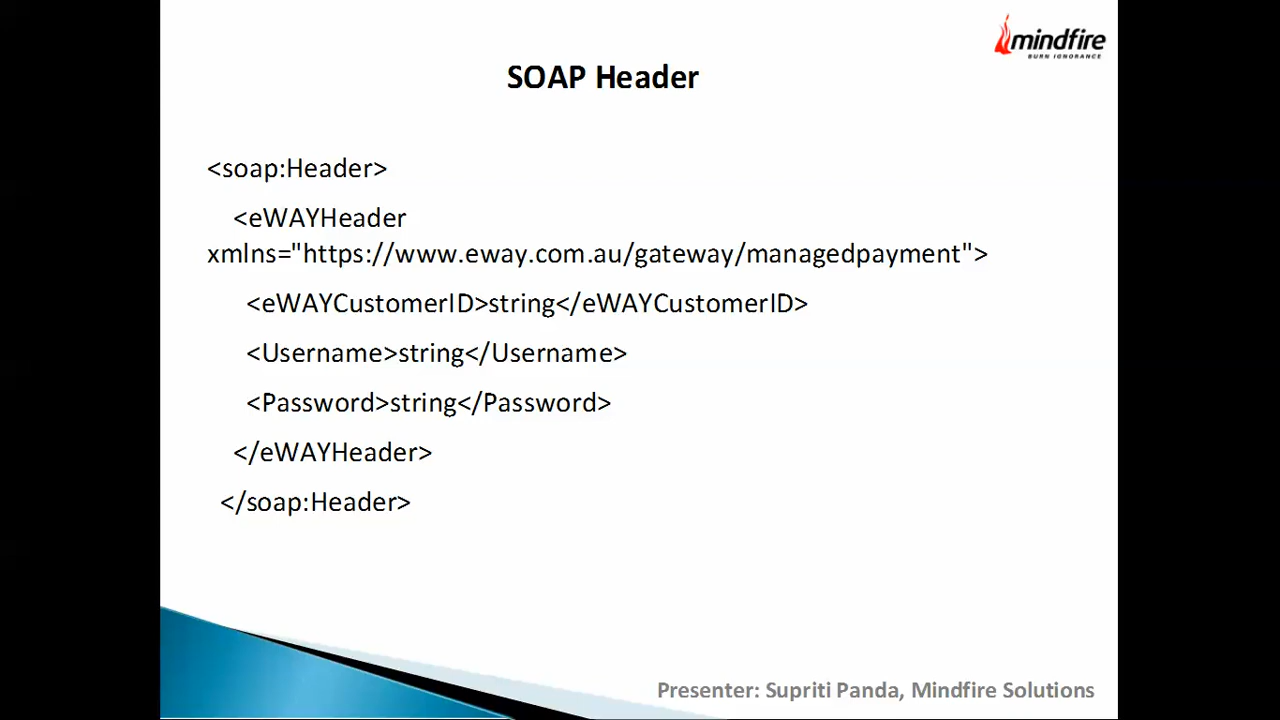 mindfire
BURN IGNORANCE
SOAP Header
<soap:Header>
<eWAYHeader
xmlns="https://www.eway.com.au/gateway/managedpayment">
<eWAYCustomerID>string</eWAYCustomerID>
<Username>string</Username>
<Password>string</Password>
</eWAYHeader>
</soap:Header>
Presenter: Supriti Panda, Mindfire Solutions